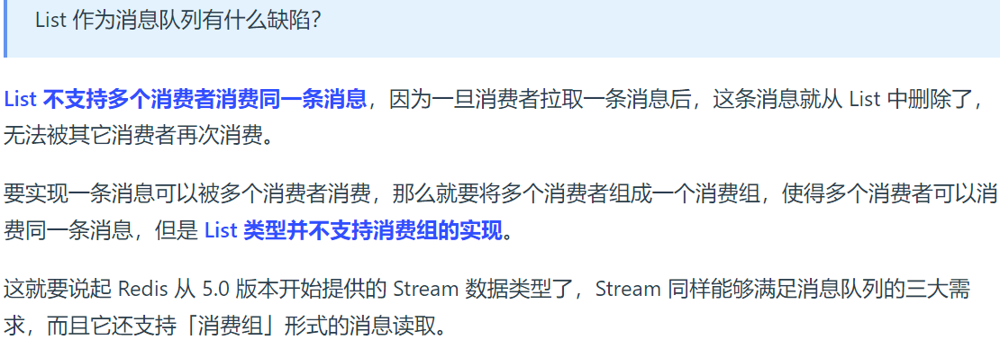 List 作为消息队列有什么缺陷？
List 不支持多个消费者消费同一条消息，因为一旦消费者拉取一条消息后，这条消息就从 List 中删除了，
无法被其它消费者再次消费。
要实现一条消息可以被多个消费者消费，那么就要将多个消费者组成一个消费组，使得多个消费者可以消
费同一条消息，但是 List 类型并不支持消费组的实现。
这就要说起 Redis 从 5.0 版本开始提供的 Stream 数据类型了，Stream 同样能够满足消息队列的三大需
求，而且它还支持「消费组」形式的消息读取。